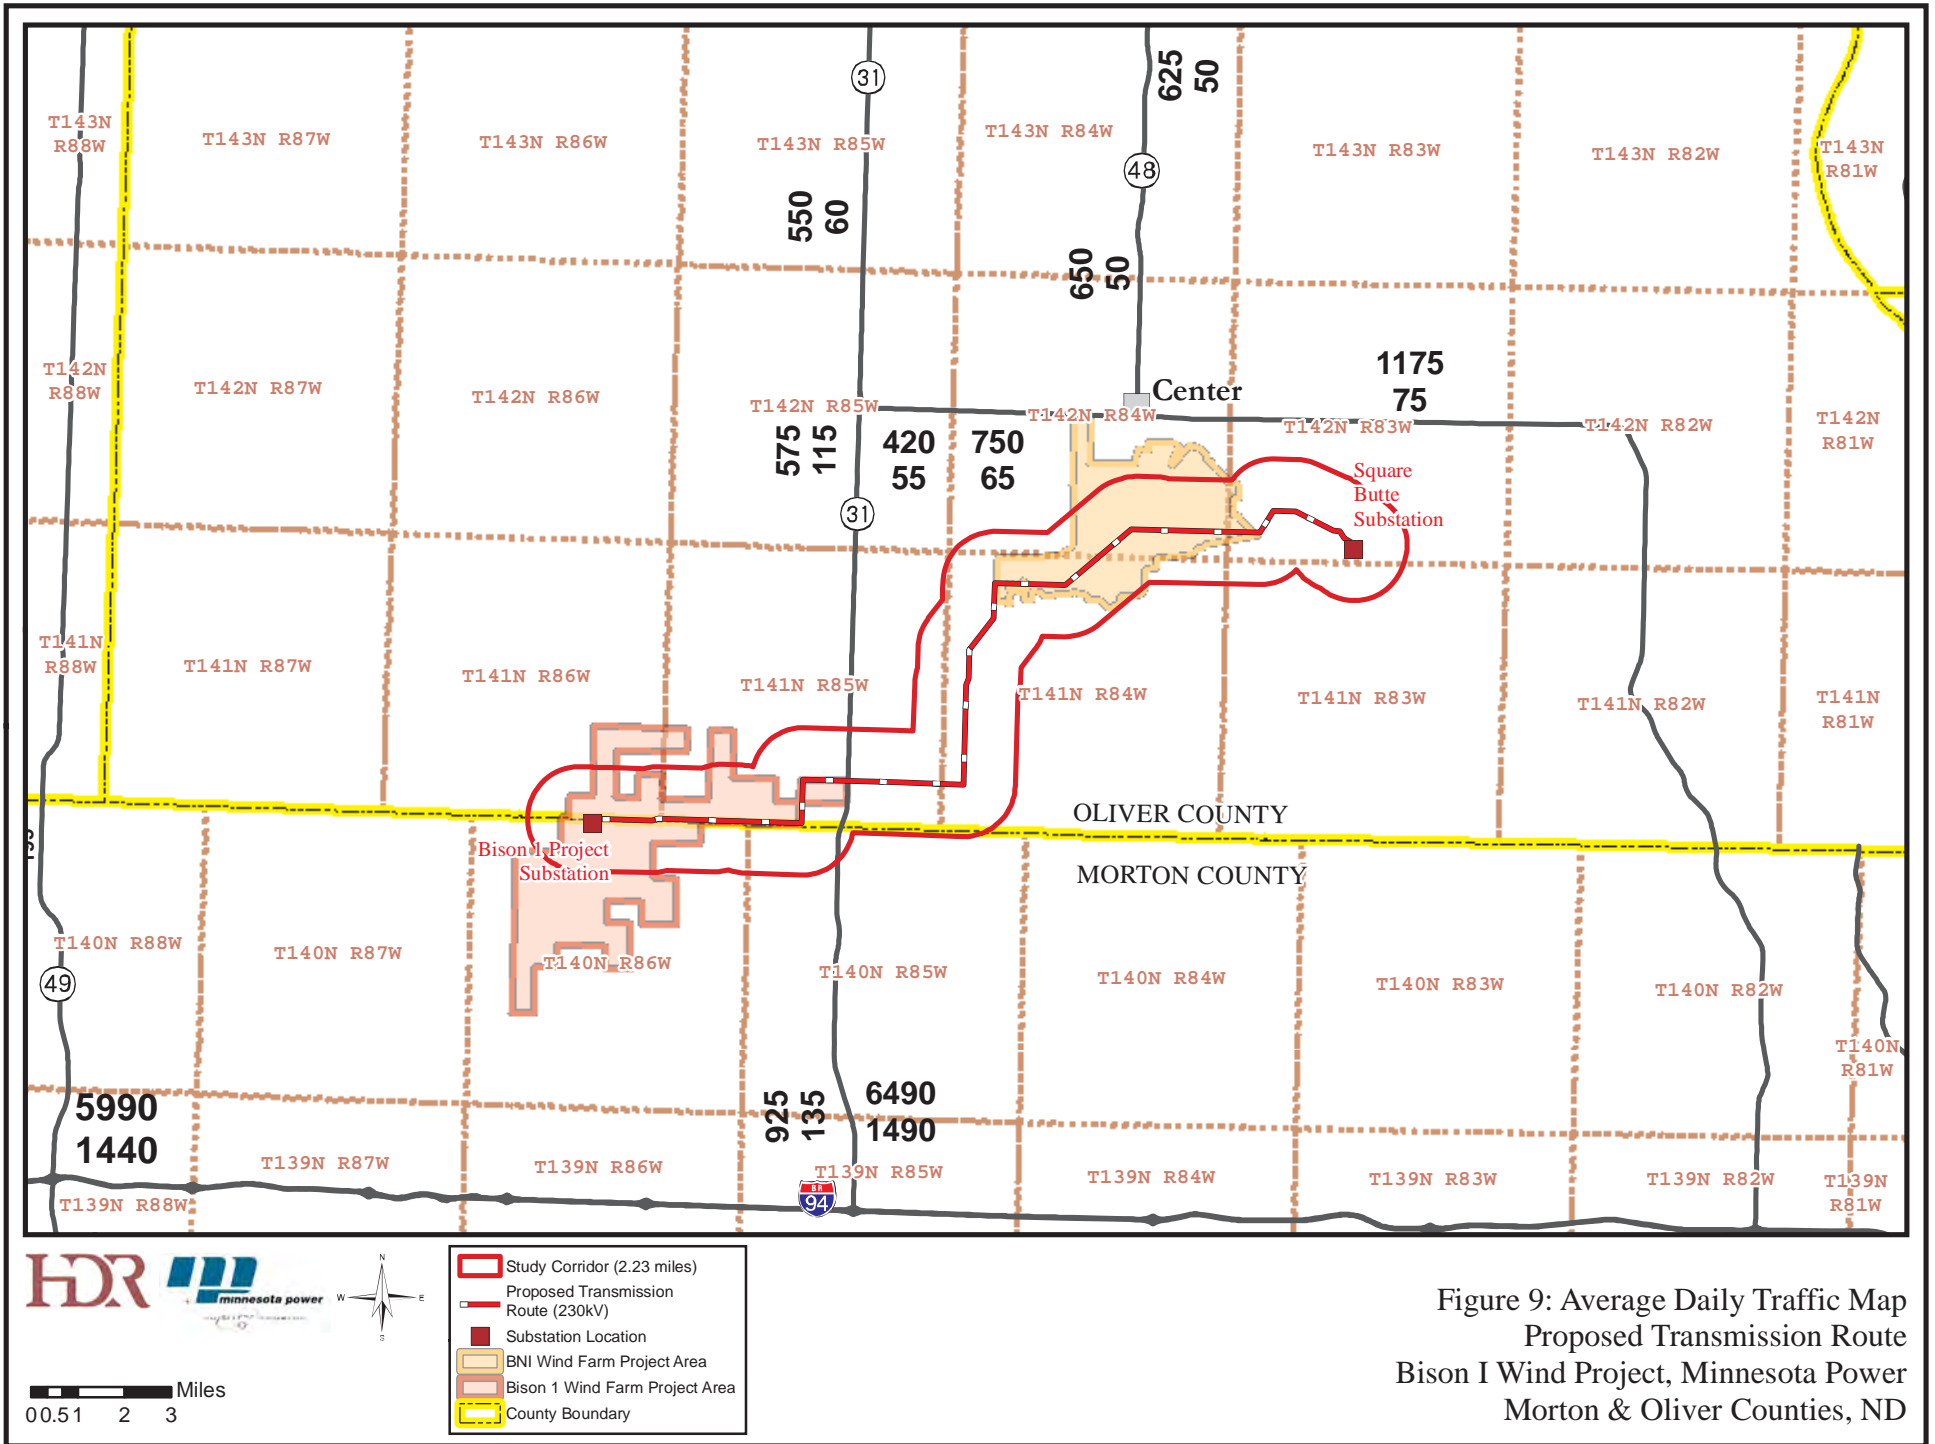 31
625
50
T143N
R88W
T143N R87W
T143N R86W
T143N R85W
T143N R84W
T143N R83W
T143N R82W
T143N
R81W
48
550
60
650
50
T142N
R88W
T142N R87W
T142N R86W
T142N R85W
Center
T142N R84W
1175
75
T142N R83W
T142N R82W
T142N
R81W
575
115
420
55
750
65
31
Square
Butte
Substation
T141N
R88W
T141N R87W
T141N R86W
T141N R85W
T141N R84W
T141N R83W
T141N R82W
T141N
R81W
OLIVER COUNTY
Bison 1 Project
Substation
MORTON COUNTY
T140N R88W
T140N R87W
T140N R86W
T140N R85W
T140N R84W
T140N R83W
T140N R82W
T140N
R81W
49
5990
1440
925
135
6490
1490
T139N R88W
T139N R87W
T139N R86W
T139N R85W
T139N R84W
T139N R83W
T139N R82W
T139N
R81W
BR
94
HDR
minnesota power
N
W
E
S
Miles
0 0.5 1 2 3
Study Corridor (2.23 miles)
Proposed Transmission
Route (230kV)
Substation Location
BNI Wind Farm Project Area
Bison 1 Wind Farm Project Area
County Boundary
Figure 9: Average Daily Traffic Map
Proposed Transmission Route
Bison I Wind Project, Minnesota Power
Morton & Oliver Counties, ND